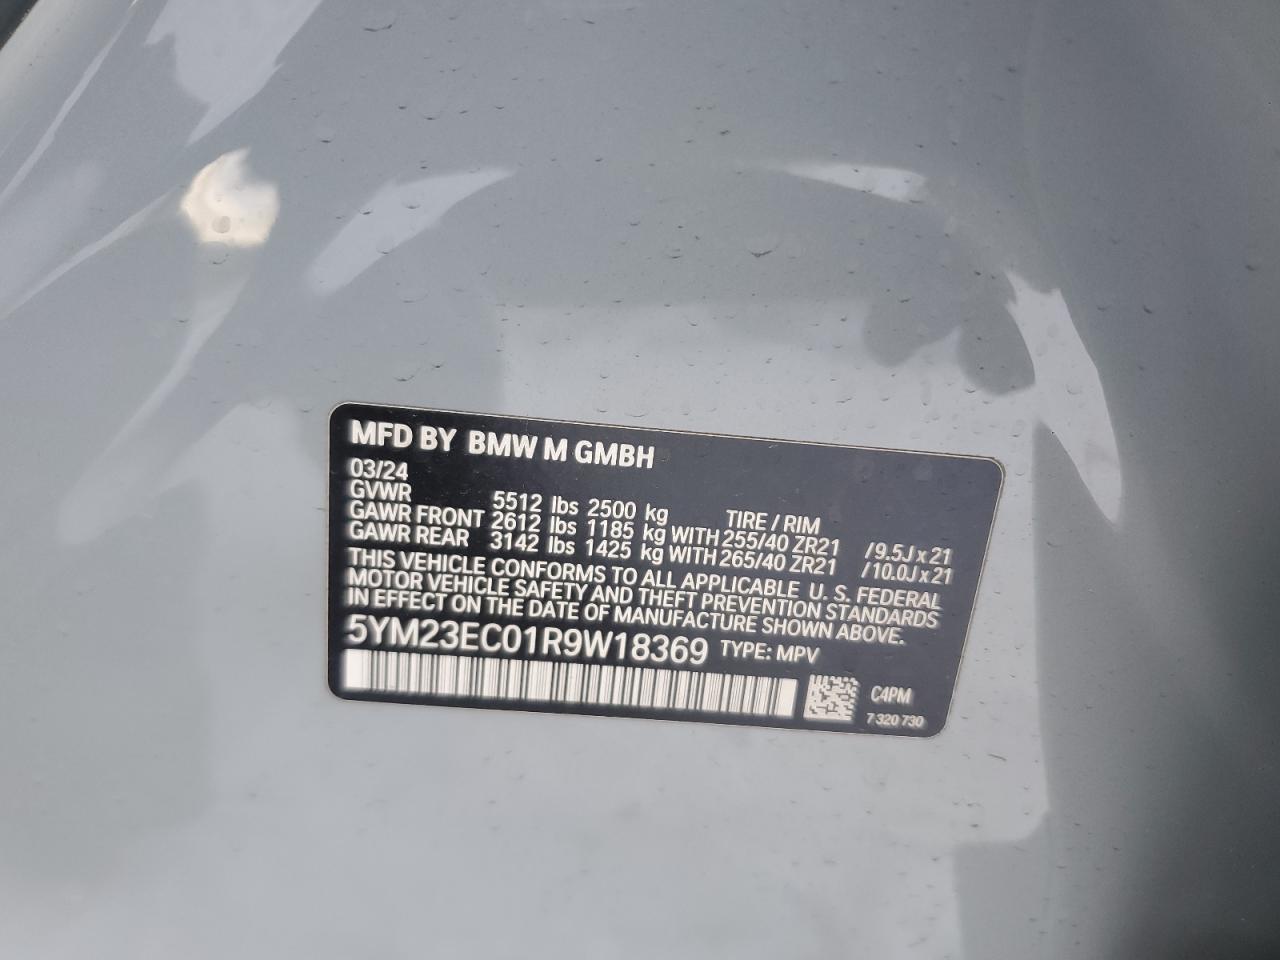 MFD BY BMW M GMBH
03/24
GVWR 5512 lbs 2500 kg TIRE / RIM
GAWR FRONT 2612 lbs 1185 kg WITH 255/40 ZR21 /9.5J x 21
GAWR REAR 3142 lbs 1425 kg WITH 265/40 ZR21 /10.0J x 21
THIS VEHICLE CONFORMS TO ALL APPLICABLE U. S. FEDERAL
MOTOR VEHICLE SAFETY AND THEFT PREVENTION STANDARDS
IN EFFECT ON THE DATE OF MANUFACTURE SHOWN ABOVE.
5YM23EC01R9W18369 TYPE: MPV
C4PM
7 320 730